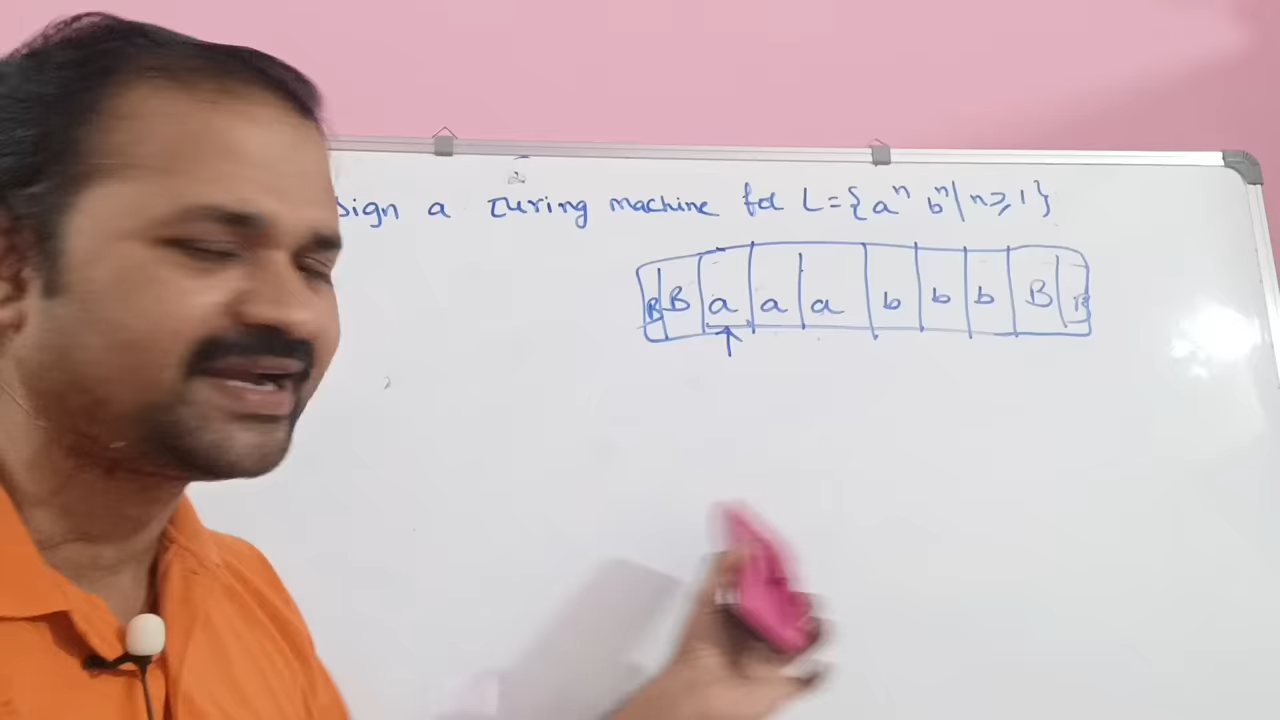 sign a turing machine for L={aⁿ bⁿ|n≥1}
B B a a a b b b B B
↑